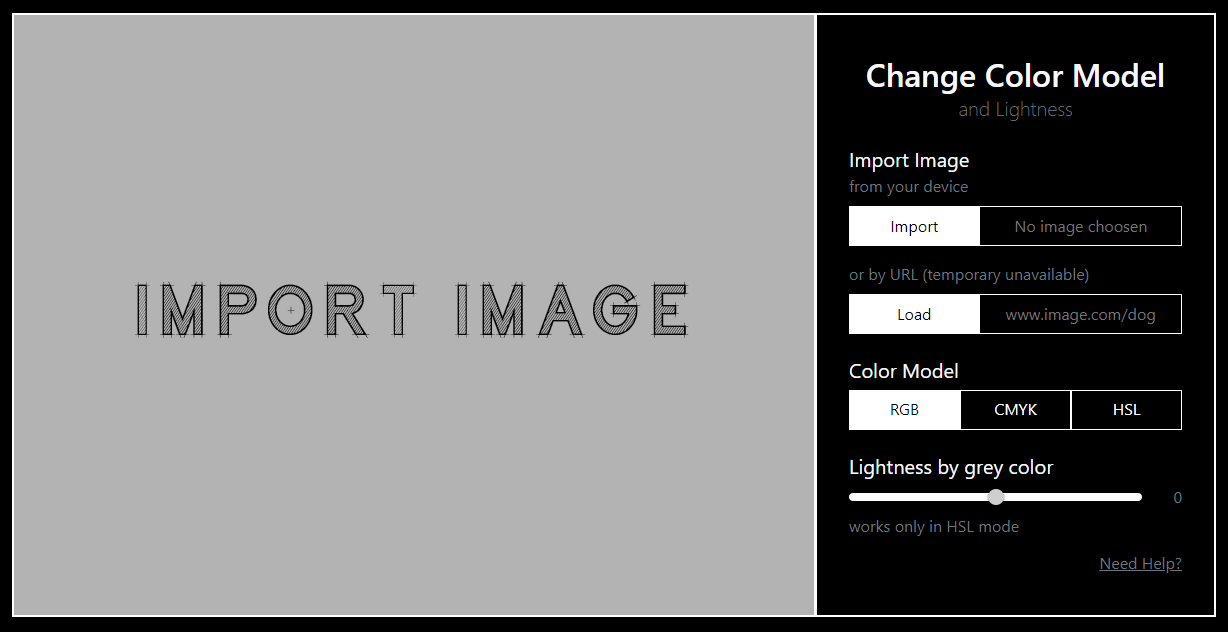 IMPORT IMAGE
Change Color Model
and Lightness
Import Image
from your device
Import
No image choosen
or by URL (temporary unavailable)
Load
www.image.com/dog
Color Model
RGB
CMYK
HSL
Lightness by grey color
0
works only in HSL mode
Need Help?